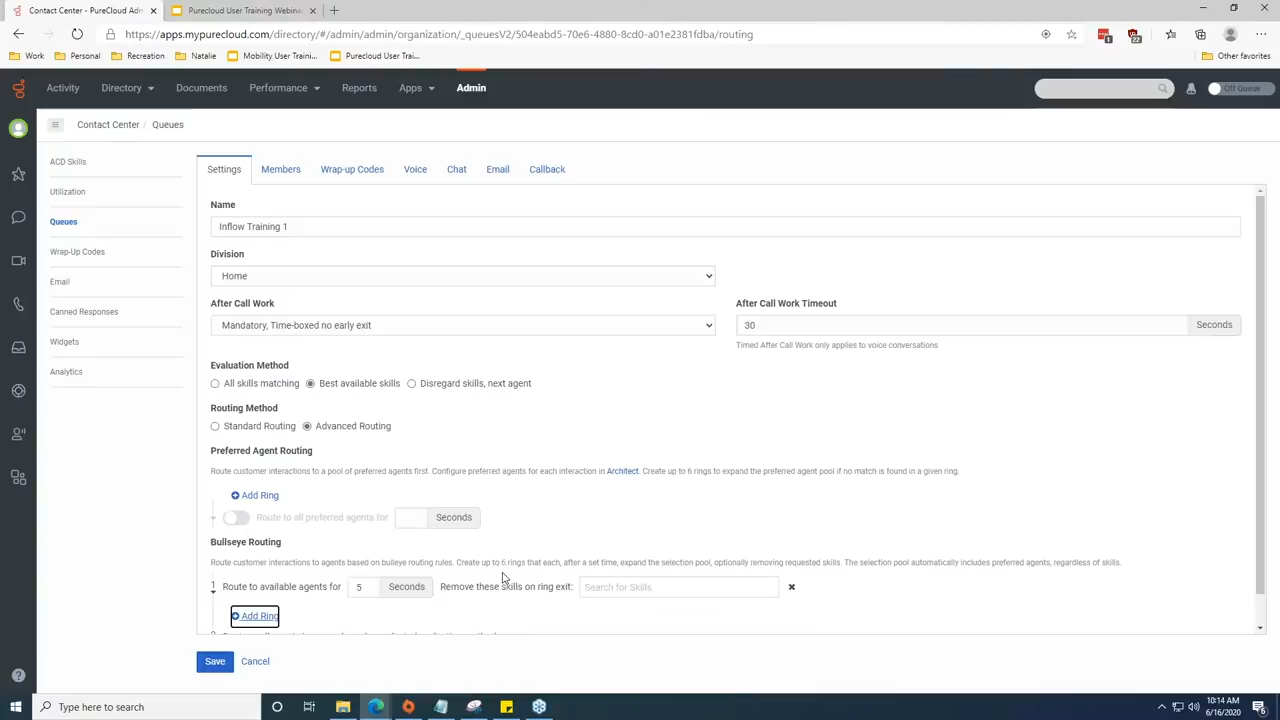 Contact Center - PureCloud Adm
Purecloud User Training Webinar
https://apps.mypurecloud.com/directory/#/admin/admin/organization/_queuesV2/504eabd5-70e6-4880-8cd0-a01e2381fdba/routing
1
22
Work
Personal
Recreation
Natalie
Mobility User Traini...
Purecloud User Trai...
Other favorites
Activity
Directory
Documents
Performance
Reports
Apps
Admin
Off Queue
Contact Center / Queues
ACD Skills
Utilization
Queues
Wrap-Up Codes
Email
Canned Responses
Widgets
Analytics
Settings
Members
Wrap-up Codes
Voice
Chat
Email
Callback
Name
Inflow Training 1
Division
Home
After Call Work
Mandatory, Time-boxed no early exit
After Call Work Timeout
30 Seconds
Timed After Call Work only applies to voice conversations
Evaluation Method
All skills matching Best available skills Disregard skills, next agent
Routing Method
Standard Routing Advanced Routing
Preferred Agent Routing
Route customer interactions to a pool of preferred agents first. Configure preferred agents for each interaction in Architect. Create up to 6 rings to expand the preferred agent pool if no match is found in a given ring.
Add Ring
Route to all preferred agents for Seconds
Bullseye Routing
Route customer interactions to agents based on bullseye routing rules. Create up to 6 rings that each, after a set time, expand the selection pool, optionally removing requested skills. The selection pool automatically includes preferred agents, regardless of skills.
1 Route to available agents for 5 Seconds Remove these skills on ring exit: Search for Skills
Add Ring
Save
Cancel
Type here to search
10:14 AM
6/16/2020